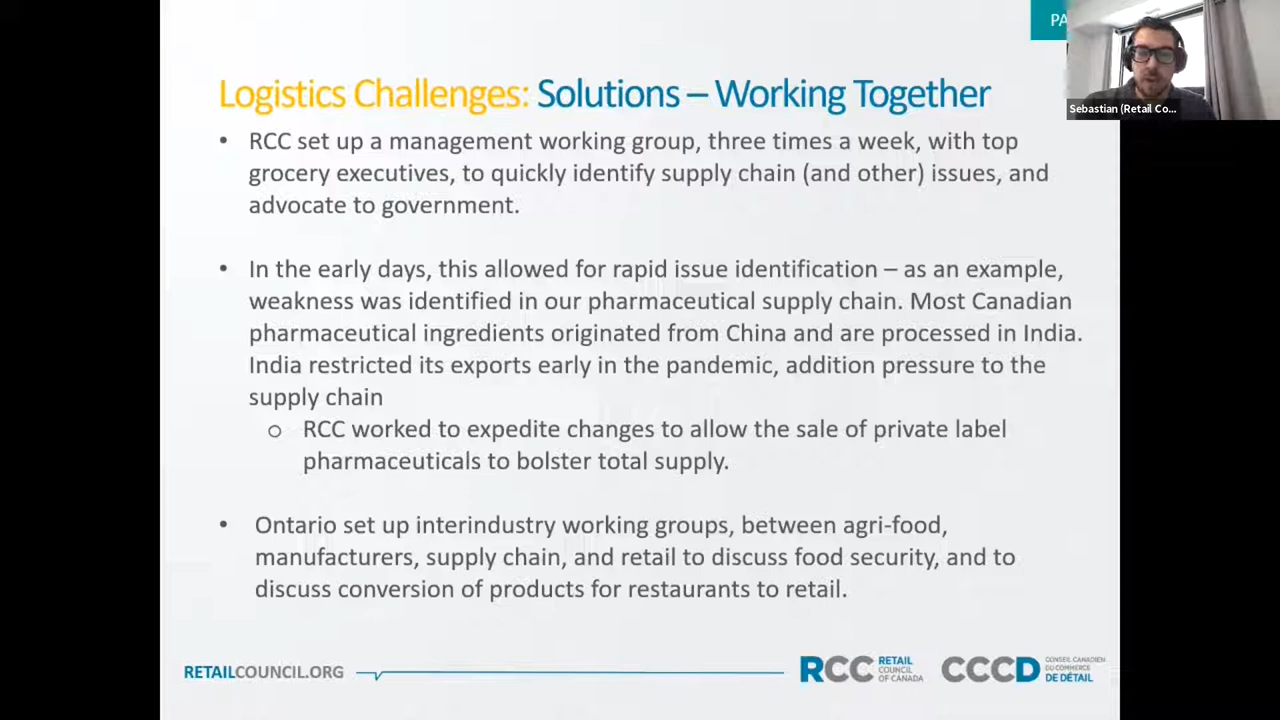 PA
Sebastian (Retail Co...
Logistics Challenges: Solutions – Working Together
• RCC set up a management working group, three times a week, with top
grocery executives, to quickly identify supply chain (and other) issues, and
advocate to government.
• In the early days, this allowed for rapid issue identification – as an example,
weakness was identified in our pharmaceutical supply chain. Most Canadian
pharmaceutical ingredients originated from China and are processed in India.
India restricted its exports early in the pandemic, addition pressure to the
supply chain
o RCC worked to expedite changes to allow the sale of private label
pharmaceuticals to bolster total supply.
• Ontario set up interindustry working groups, between agri-food,
manufacturers, supply chain, and retail to discuss food security, and to
discuss conversion of products for restaurants to retail.
RETAILCOUNCIL.ORG
RCC RETAIL
COUNCIL
OF CANADA
CCCD CONSEIL CANADIEN
DU COMMERCE
DE DÉTAIL